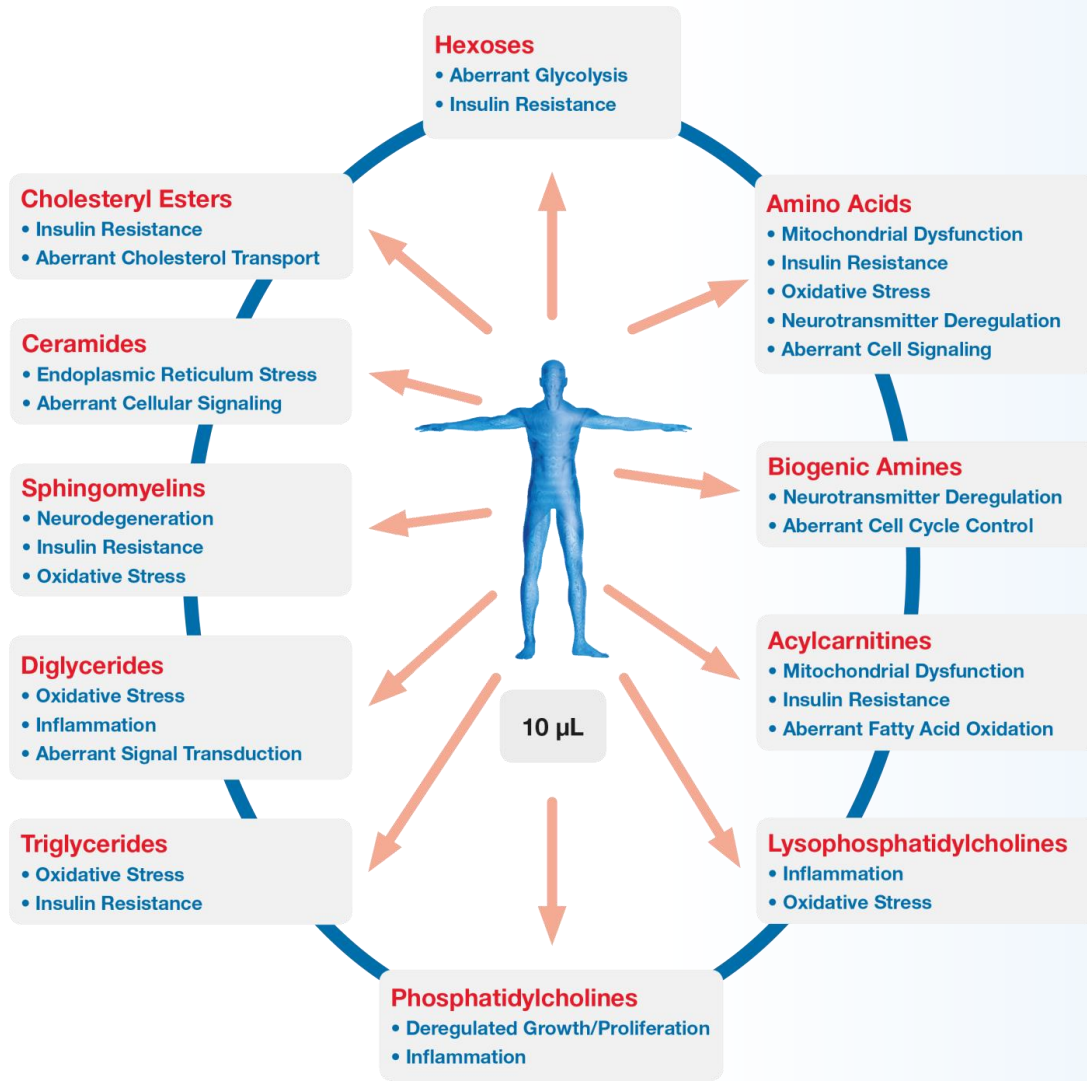 Hexoses
• Aberrant Glycolysis
• Insulin Resistance
Cholesteryl Esters
• Insulin Resistance
• Aberrant Cholesterol Transport
Amino Acids
• Mitochondrial Dysfunction
• Insulin Resistance
• Oxidative Stress
• Neurotransmitter Deregulation
• Aberrant Cell Signaling
Ceramides
• Endoplasmic Reticulum Stress
• Aberrant Cellular Signaling
Biogenic Amines
• Neurotransmitter Deregulation
• Aberrant Cell Cycle Control
Sphingomyelins
• Neurodegeneration
• Insulin Resistance
• Oxidative Stress
Acylcarnitines
• Mitochondrial Dysfunction
• Insulin Resistance
• Aberrant Fatty Acid Oxidation
Diglycerides
• Oxidative Stress
• Inflammation
• Aberrant Signal Transduction
10 µL
Triglycerides
• Oxidative Stress
• Insulin Resistance
Lysophosphatidylcholines
• Inflammation
• Oxidative Stress
Phosphatidylcholines
• Deregulated Growth/Proliferation
• Inflammation